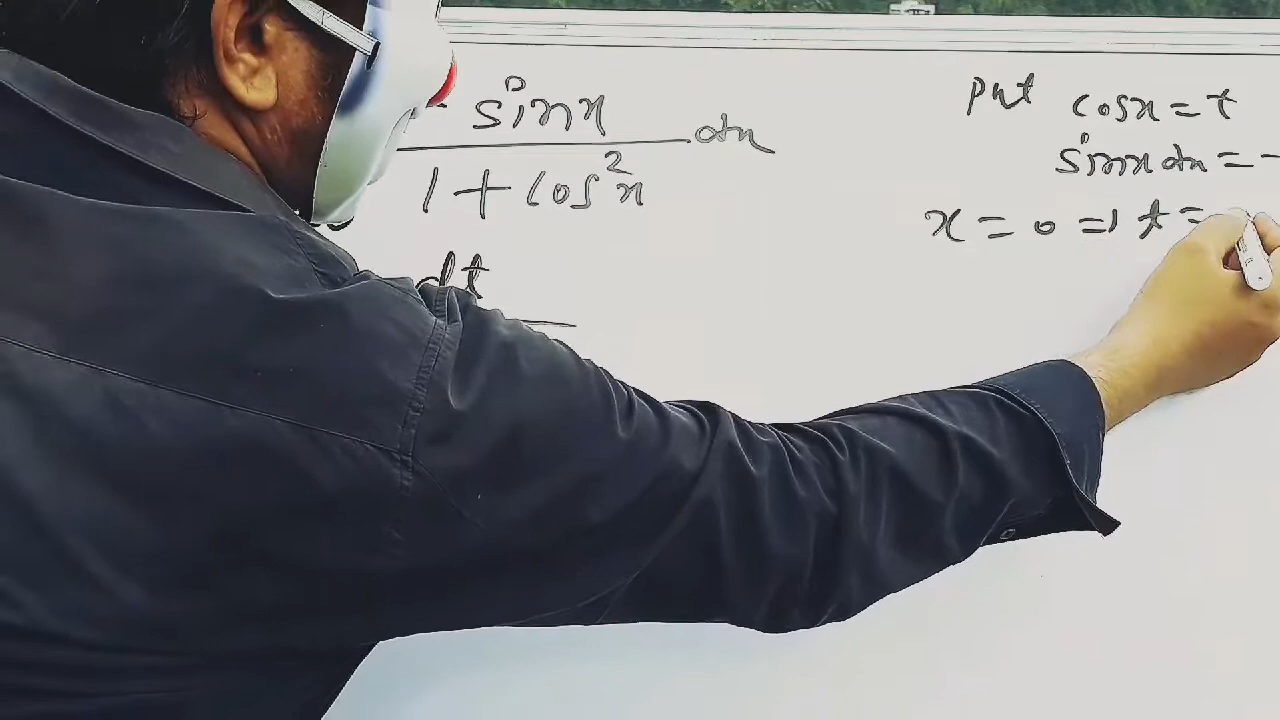 sinx
dx
1 + cos²x
dt
put cosx = t
sinx dx = -
x = 0 ⇒ t =